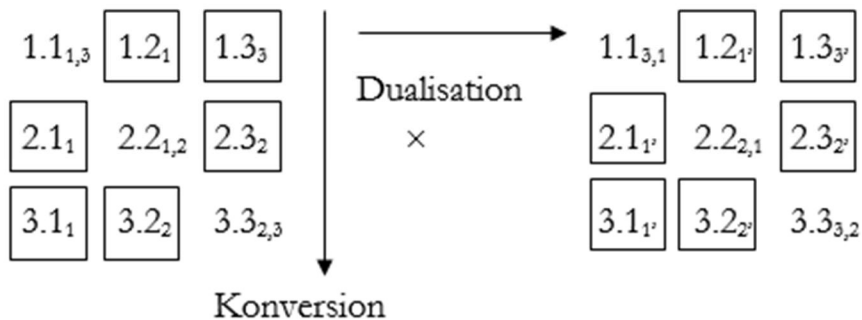 1.1₁,₃ 1.2₁ 1.3₃ 1.1₃,₁ 1.2₁’ 1.3₃’
Dualisation
2.1₁ 2.2₁,₂ 2.3₂ × 2.1₁’ 2.2₂,₁ 2.3₂’
3.1₁ 3.2₂ 3.3₂,₃ 3.1₁’ 3.2₂’ 3.3₃,₂
Konversion